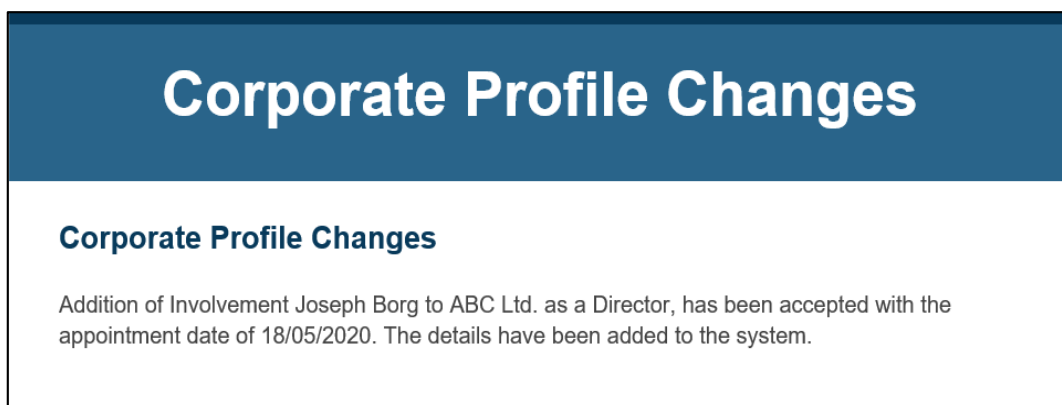 Corporate Profile Changes
Corporate Profile Changes
Addition of Involvement Joseph Borg to ABC Ltd. as a Director, has been accepted with the
appointment date of 18/05/2020. The details have been added to the system.